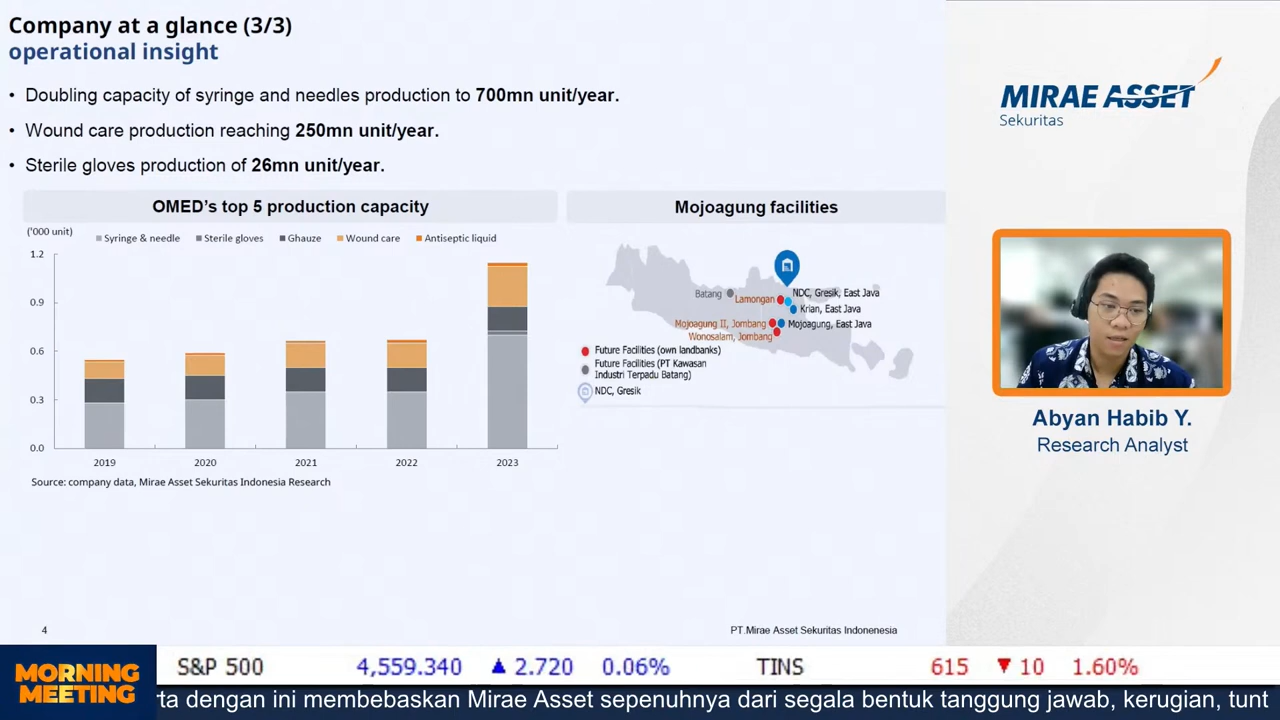 Company at a glance (3/3)
operational insight
• Doubling capacity of syringe and needles production to 700mn unit/year.
• Wound care production reaching 250mn unit/year.
• Sterile gloves production of 26mn unit/year.
OMED's top 5 production capacity
('000 unit)
Syringe & needle Sterile gloves Ghauze Wound care Antiseptic liquid
1.2
0.9
0.6
0.3
0.0
2019 2020 2021 2022 2023
Source: company data, Mirae Asset Sekuritas Indonesia Research
Mojoagung facilities
Batang
Lamongan
NDC, Gresik, East Java
Krian, East Java
Mojoagung II, Jombang
Mojoagung, East Java
Wonosalam, Jombang
Future Facilities (own landbanks)
Future Facilities (PT Kawasan
Industri Terpadu Batang)
NDC, Gresik
4
PT.Mirae Asset Sekuritas Indonenesia
MIRAE ASSET
Sekuritas
Abyan Habib Y.
Research Analyst
MORNING
MEETING
S&P 500 4,559.340 ▲ 2.720 0.06% TINS 615 ▼ 10 1.60%
rta dengan ini membebaskan Mirae Asset sepenuhnya dari segala bentuk tanggung jawab, kerugian, tunt